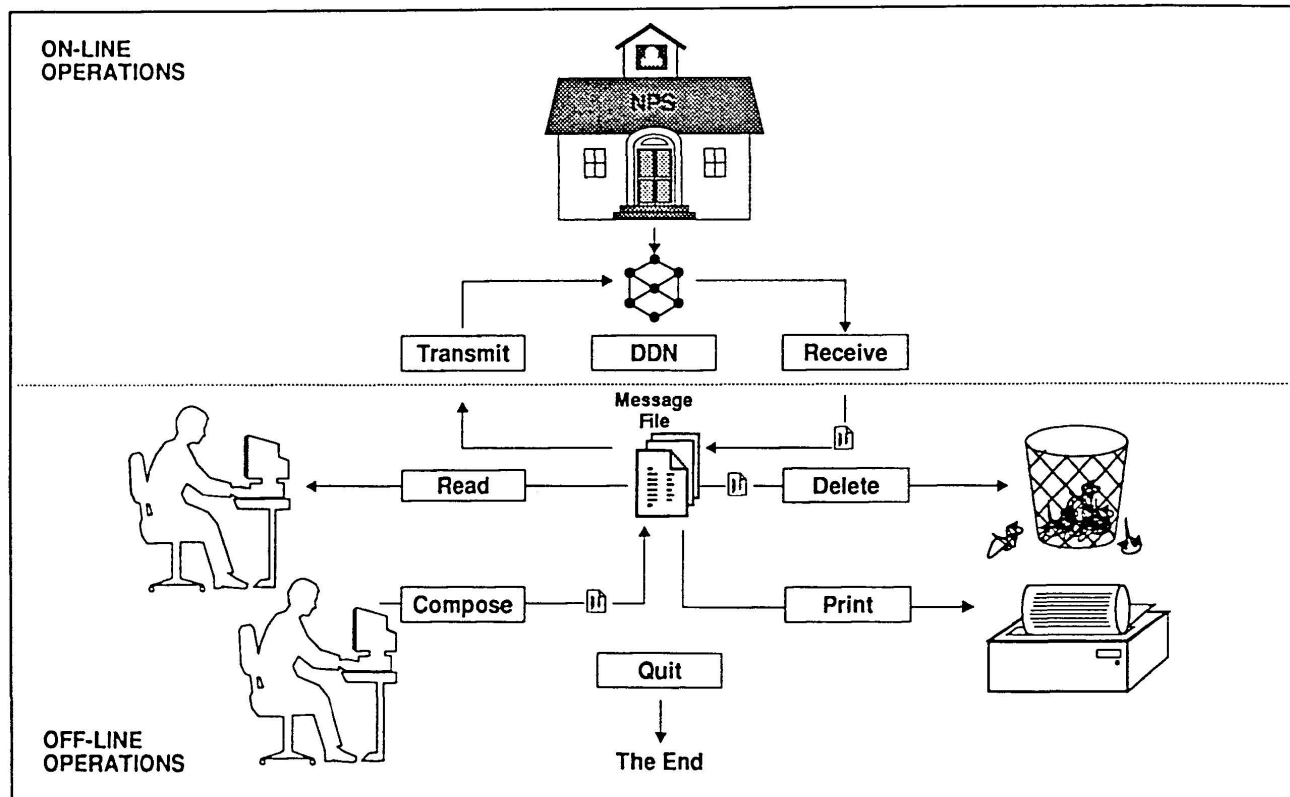 ON-LINE
OPERATIONS
NPS
Transmit
DDN
Receive
Message
File
Read
Delete
Compose
Print
Quit
OFF-LINE
OPERATIONS
The End